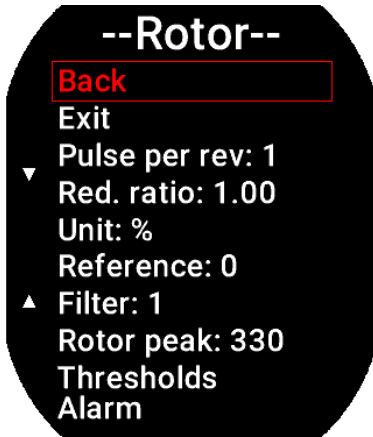 --Rotor--
Back
Exit
Pulse per rev: 1
Red. ratio: 1.00
Unit: %
Reference: 0
Filter: 1
Rotor peak: 330
Thresholds
Alarm